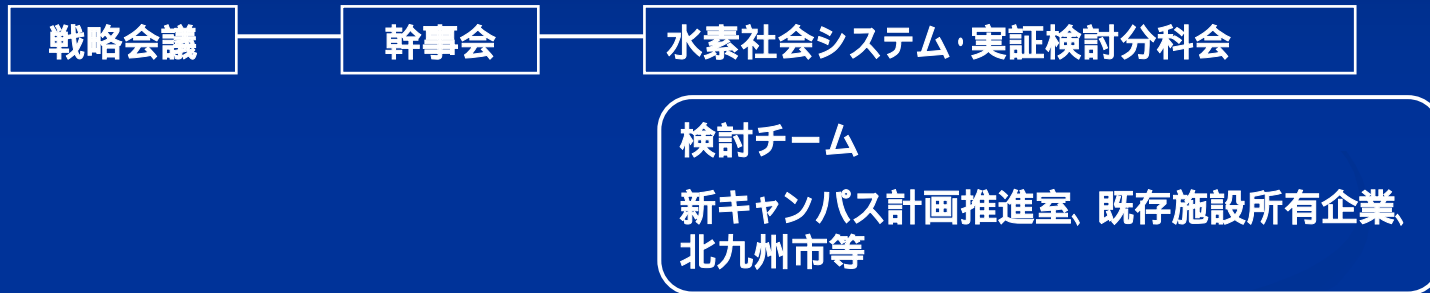 戦略会議
幹事会
水素社会システム・実証検討分科会
検討チーム
新キャンパス計画推進室、既存施設所有企業、
北九州市等